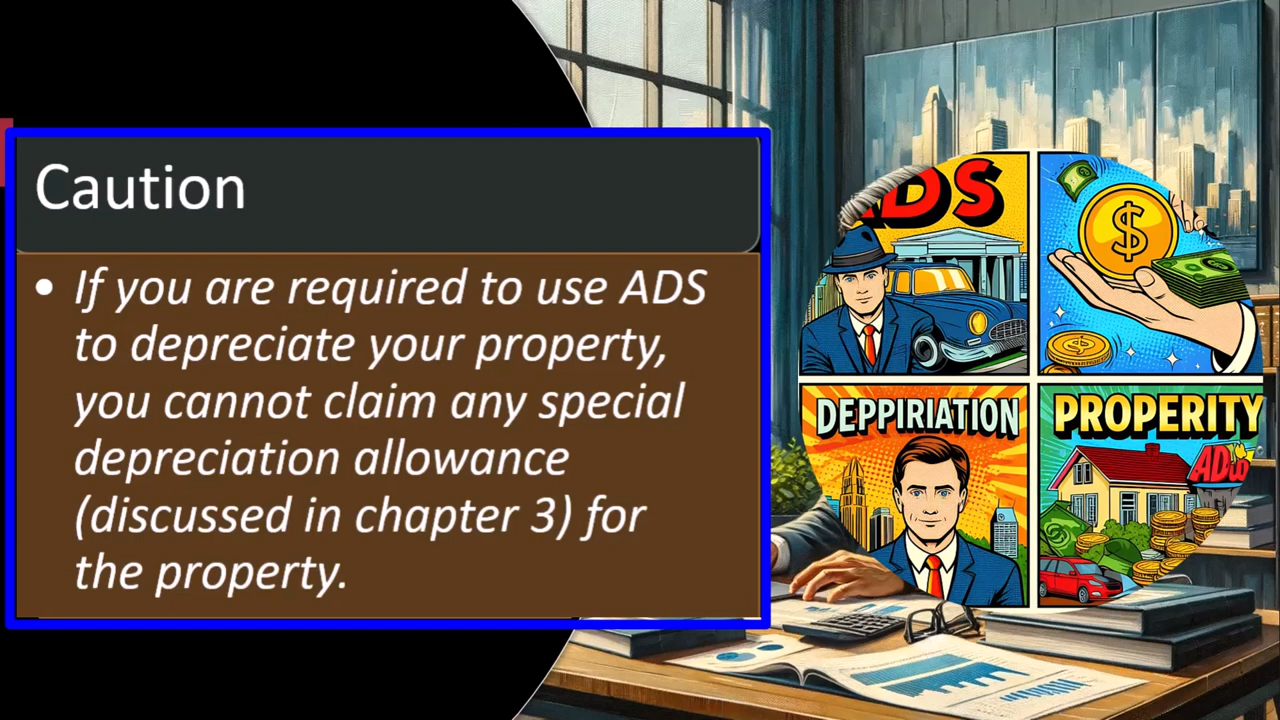 Caution
• If you are required to use ADS
to depreciate your property,
you cannot claim any special
depreciation allowance
(discussed in chapter 3) for
the property.
ADS
$
DEPPIRIATION
PROPERITY